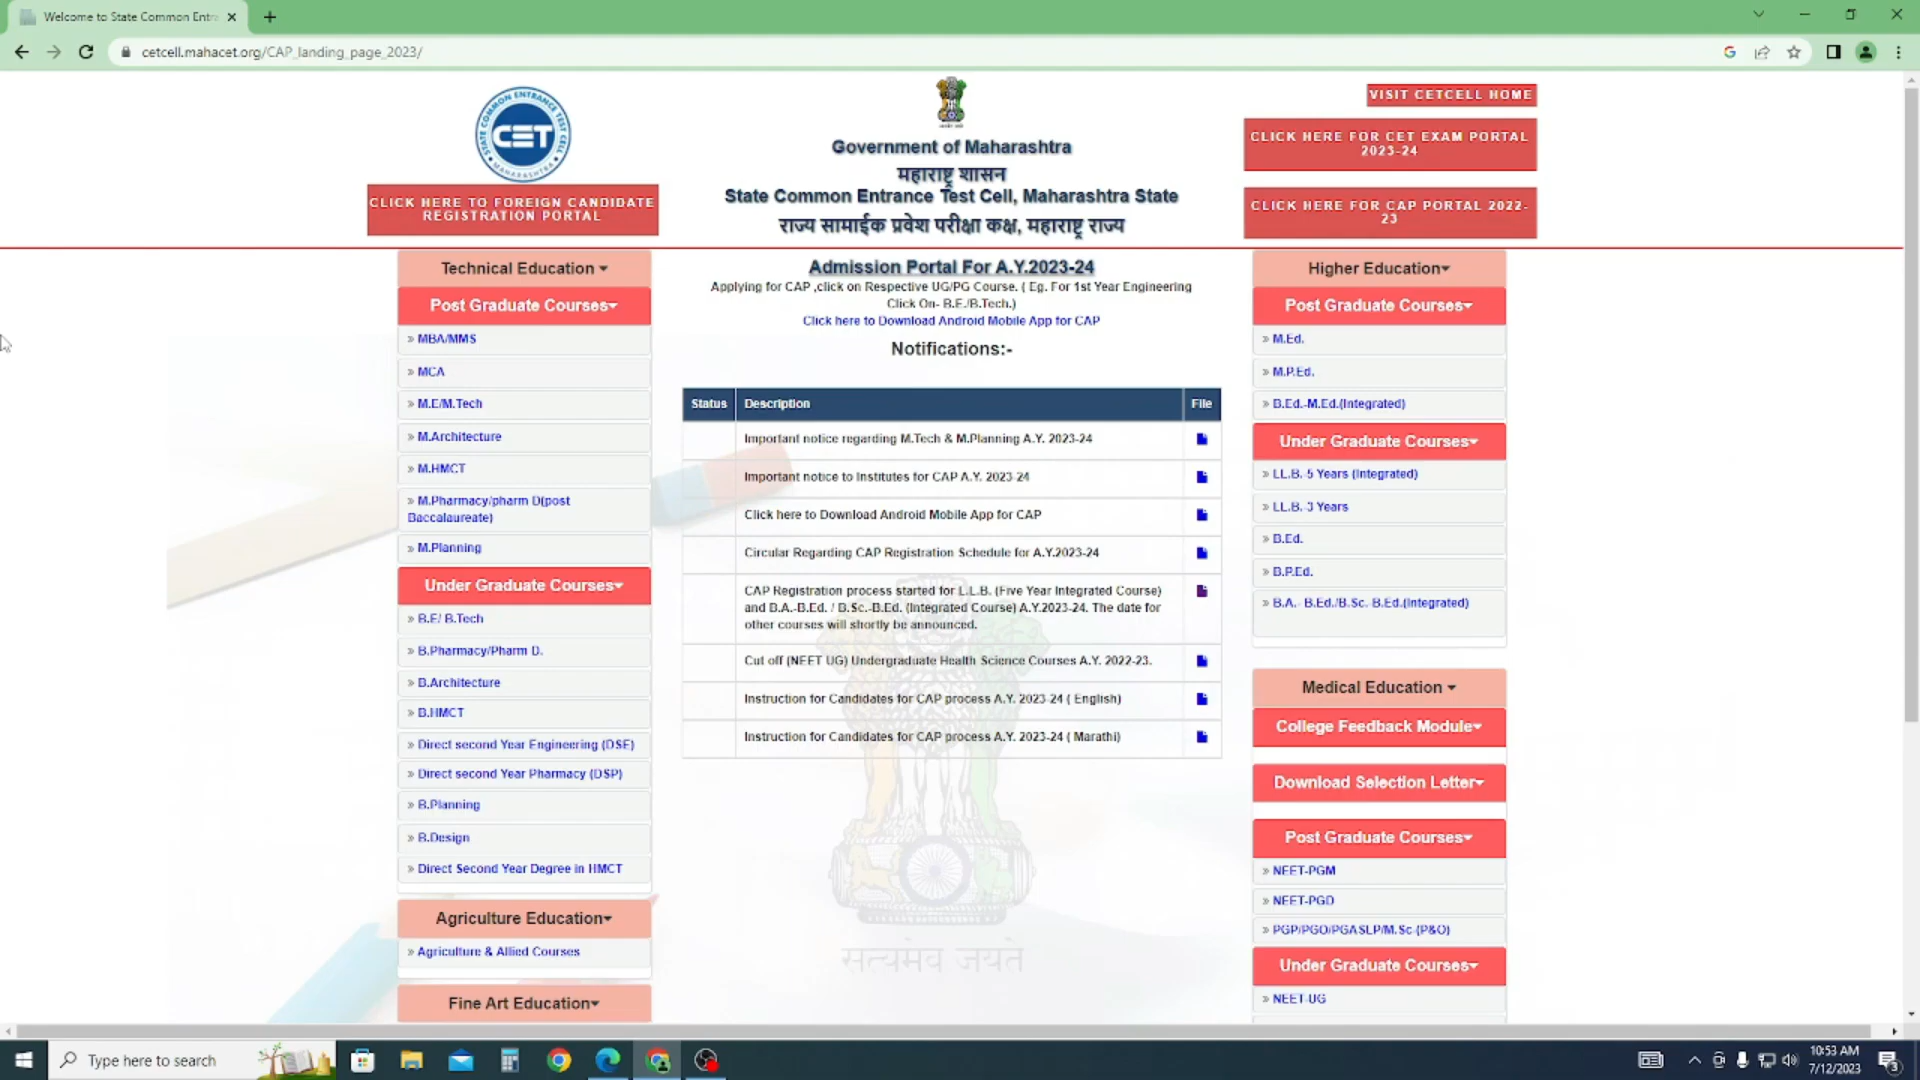 Welcome to State Common Entr
cetcell.mahacet.org/CAP_landing_page_2023/
STATE COMMON ENTRANCE TEST CELL
CET
MAHARASHTRA
CLICK HERE TO FOREIGN CANDIDATE
REGISTRATION PORTAL
Government of Maharashtra
महाराष्ट्र शासन
State Common Entrance Test Cell, Maharashtra State
राज्य सामाईक प्रवेश परीक्षा कक्ष, महाराष्ट्र राज्य
VISIT CETCELL HOME
CLICK HERE FOR CET EXAM PORTAL
2023-24
CLICK HERE FOR CAP PORTAL 2022-
23
Technical Education
Post Graduate Courses
» MBA/MMS
» MCA
» M.E/M.Tech
» M.Architecture
» M.HMCT
» M.Pharmacy/pharm D(post
Baccalaureate)
» M.Planning
Under Graduate Courses
» B.E/ B.Tech
» B.Pharmacy/Pharm D.
» B.Architecture
» B.HMCT
» Direct second Year Engineering (DSE)
» Direct second Year Pharmacy (DSP)
» B.Planning
» B.Design
» Direct Second Year Degree in HMCT
Agriculture Education
» Agriculture & Allied Courses
Fine Art Education
Admission Portal For A.Y.2023-24
Applying for CAP ,click on Respective UG/PG Course. ( Eg. For 1st Year Engineering
Click On- B.E./B.Tech.)
Click here to Download Android Mobile App for CAP
Notifications:-
Status Description File
Important notice regarding M.Tech & M.Planning A.Y. 2023-24
Important notice to Institutes for CAP A.Y. 2023-24
Click here to Download Android Mobile App for CAP
Circular Regarding CAP Registration Schedule for A.Y.2023-24
CAP Registration process started for L.L.B. (Five Year Integrated Course)
and B.A.-B.Ed. / B.Sc.-B.Ed. (Integrated Course) A.Y.2023-24. The date for
other courses will shortly be announced.
Cut off (NEET UG) Undergraduate Health Science Courses A.Y. 2022-23.
Instruction for Candidates for CAP process A.Y. 2023-24 ( English)
Instruction for Candidates for CAP process A.Y. 2023-24 ( Marathi)
सत्यमेव जयते
Higher Education
Post Graduate Courses
» M.Ed.
» M.P.Ed.
» B.Ed.-M.Ed.(Integrated)
Under Graduate Courses
» LL.B. 5 Years (Integrated)
» LL.B. 3 Years
» B.Ed.
» B.P.Ed.
» B.A.- B.Ed./B.Sc. B.Ed.(Integrated)
Medical Education
College Feedback Module
Download Selection Letter
Post Graduate Courses
» NEET-PGM
» NEET-PGD
» PGP/PGO/PGASLP/M.Sc.(P&O)
Under Graduate Courses
» NEET-UG
Type here to search
10:53 AM
7/12/2023
3